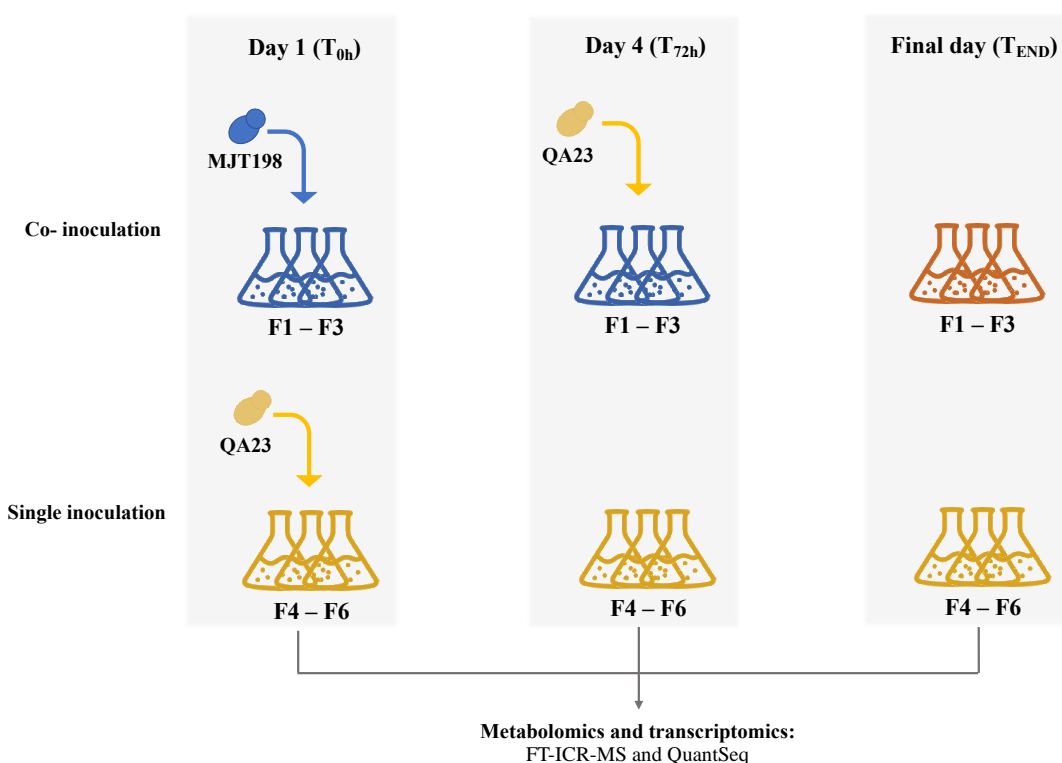 Day 1 (T0h)
Day 4 (T72h)
Final day (TEND)
MJT198
QA23
Co- inoculation
F1 – F3
F1 – F3
F1 – F3
QA23
Single inoculation
F4 – F6
F4 – F6
F4 – F6
Metabolomics and transcriptomics:
FT-ICR-MS and QuantSeq